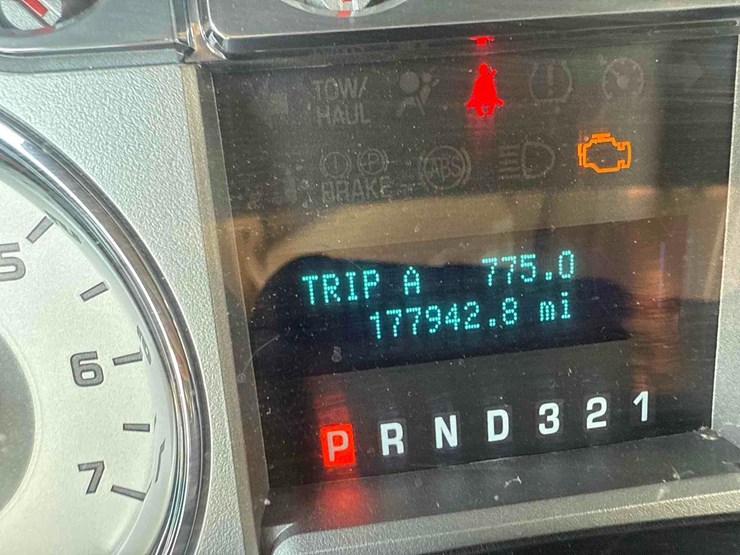 TOW/
HAUL
(P)
BRAKE
ABS
TRIP A 775.0
177942.8 mi
P R N D 3 2 1
5
6
7